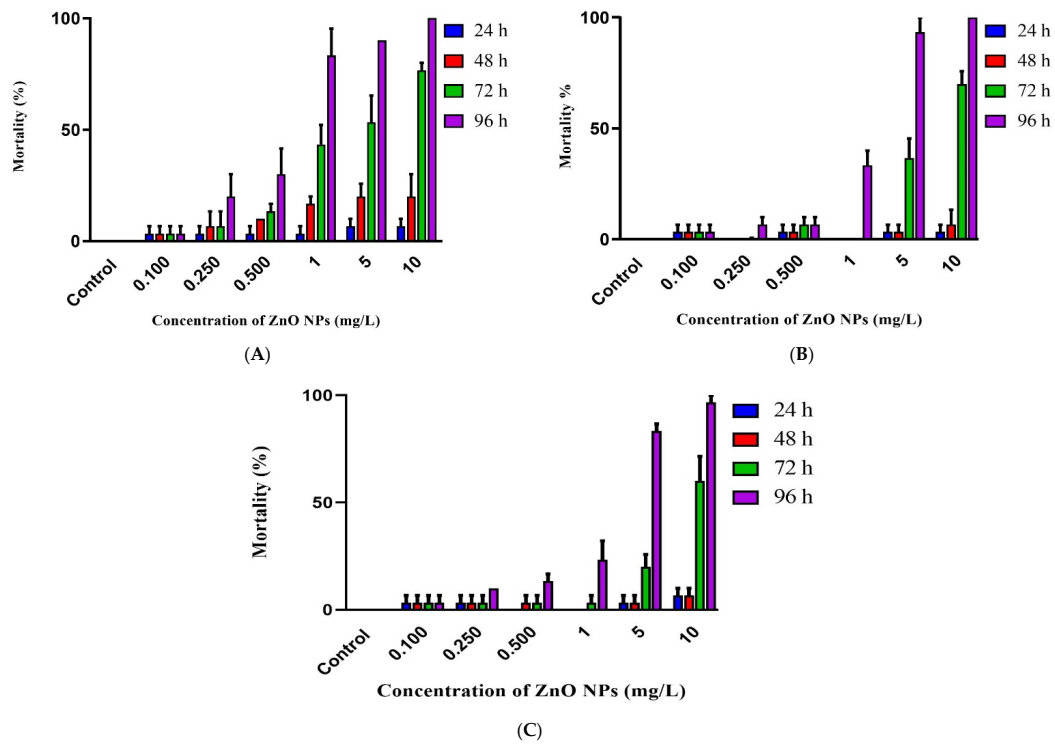 100
50
0
Mortality (%)
24 h
48 h
72 h
96 h
Control
0.100
0.250
0.500
1
5
10
Concentration of ZnO NPs (mg/L)
(A)
100
50
0
Mortality %
24 h
48 h
72 h
96 h
Control
0.100
0.250
0.500
1
5
10
Concentration of ZnO NPs (mg/L)
(B)
100
50
0
Mortality (%)
24 h
48 h
72 h
96 h
Control
0.100
0.250
0.500
1
5
10
Concentration of ZnO NPs (mg/L)
(C)